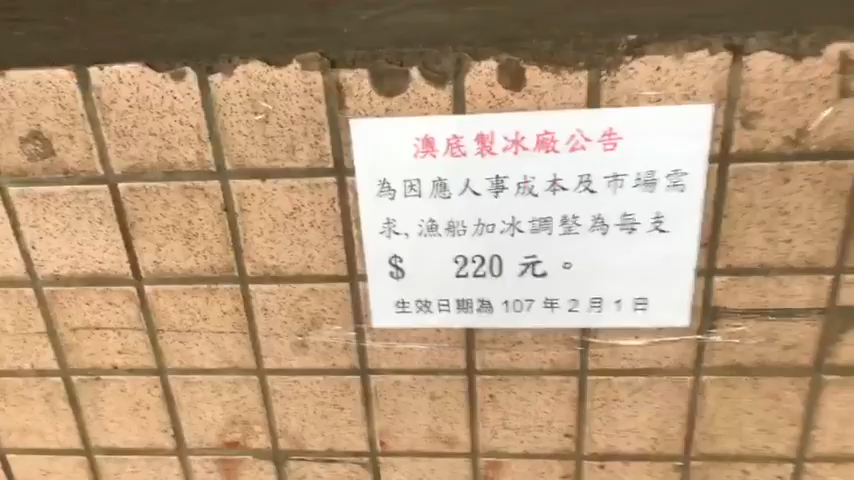 澳底製冰廠公告
為因應人事成本及市場需
求,漁船加冰調整為每支
$ 220 元。
生效日期為 107 年 2 月 1 日